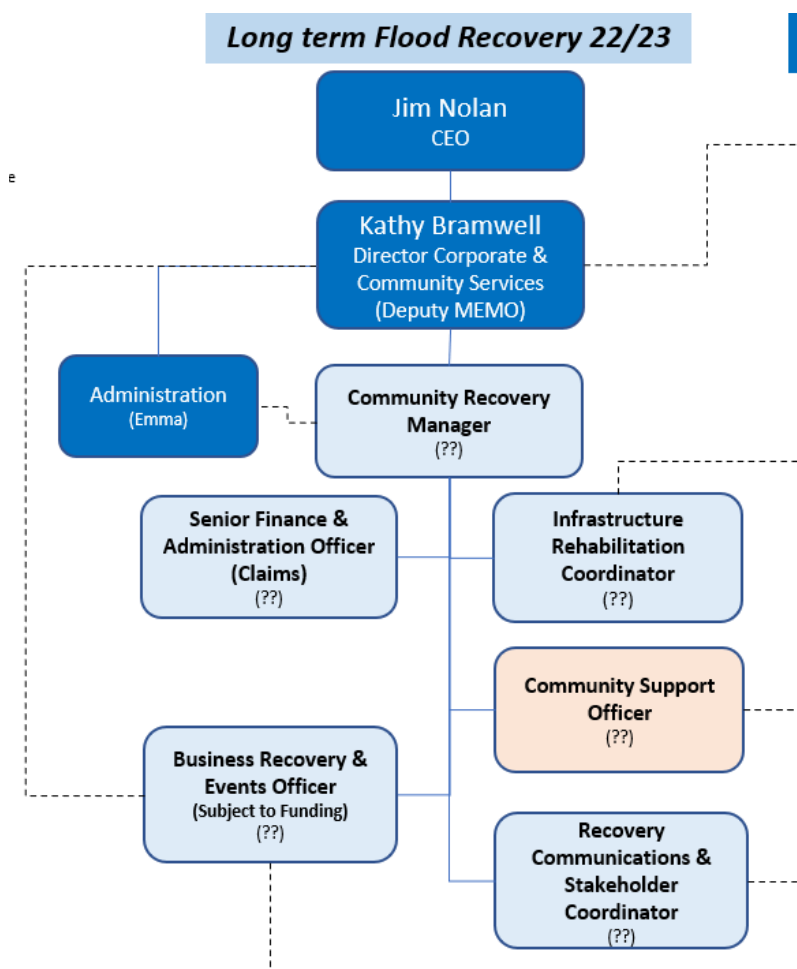 Long term Flood Recovery 22/23
Jim Nolan
CEO
e
Kathy Bramwell
Director Corporate &
Community Services
(Deputy MEMO)
Administration
(Emma)
Community Recovery
Manager
(??)
Senior Finance &
Administration Officer
(Claims)
(??)
Infrastructure
Rehabilitation
Coordinator
(??)
Community Support
Officer
(??)
Business Recovery &
Events Officer
(Subject to Funding)
(??)
Recovery
Communications &
Stakeholder
Coordinator
(??)